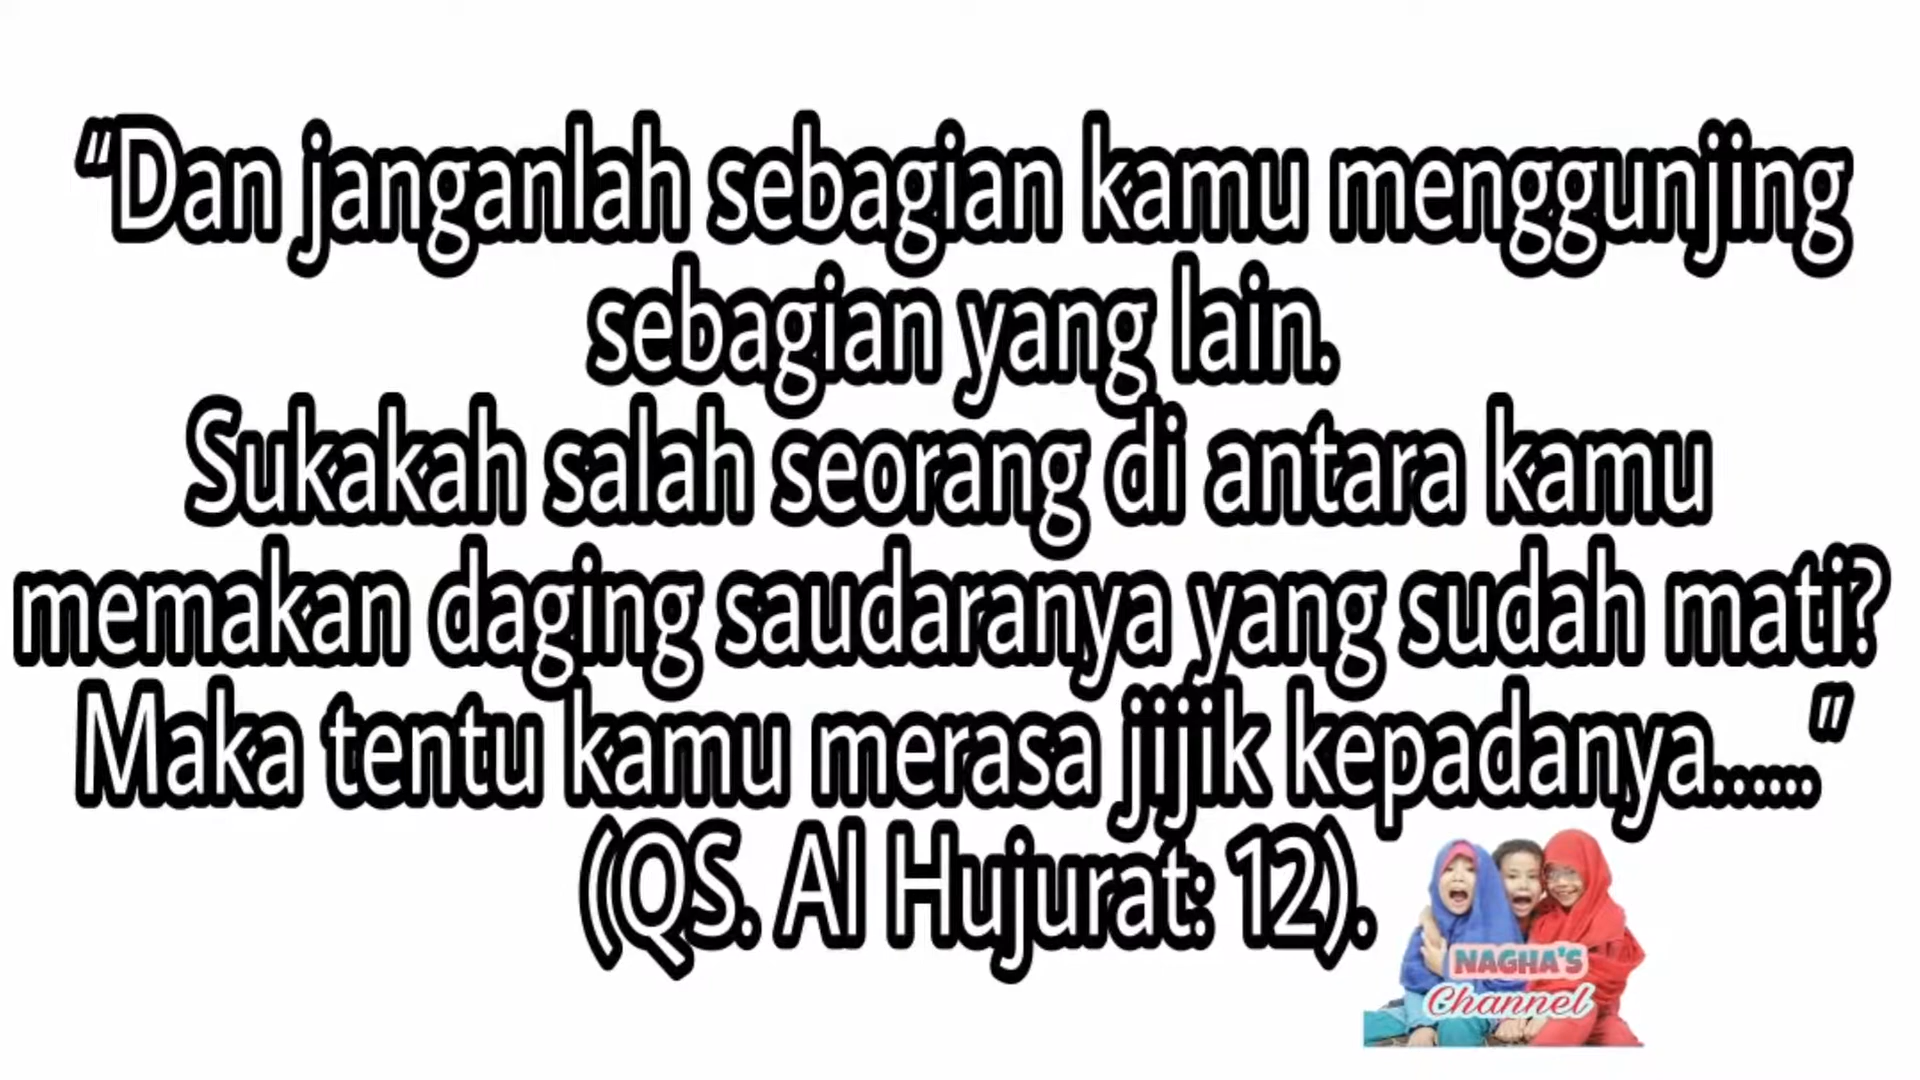 “Dan janganlah sebagian kamu menggunjing
sebagian yang lain.
Sukakah salah seorang di antara kamu
memakan daging saudaranya yang sudah mati?
Maka tentu kamu merasa jijik kepadanya......”
(QS. Al Hujurat: 12).
NAGHA'S
Channel